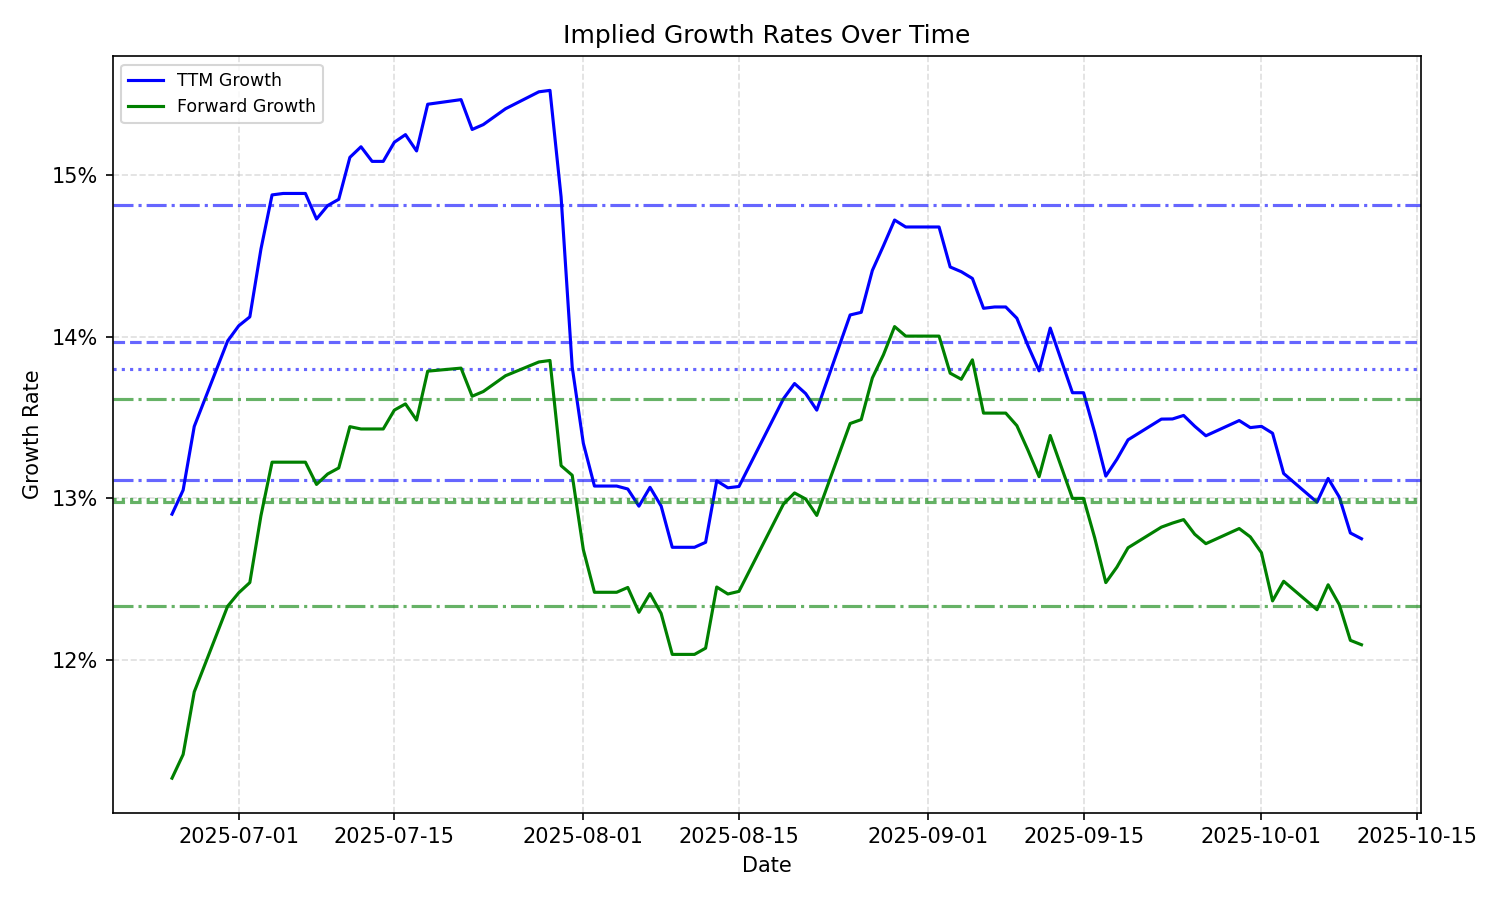 Implied Growth Rates Over Time
TTM Growth
Forward Growth
15%
14%
13%
12%
Growth Rate
2025-07-01
2025-07-15
2025-08-01
2025-08-15
2025-09-01
2025-09-15
2025-10-01
2025-10-15
Date